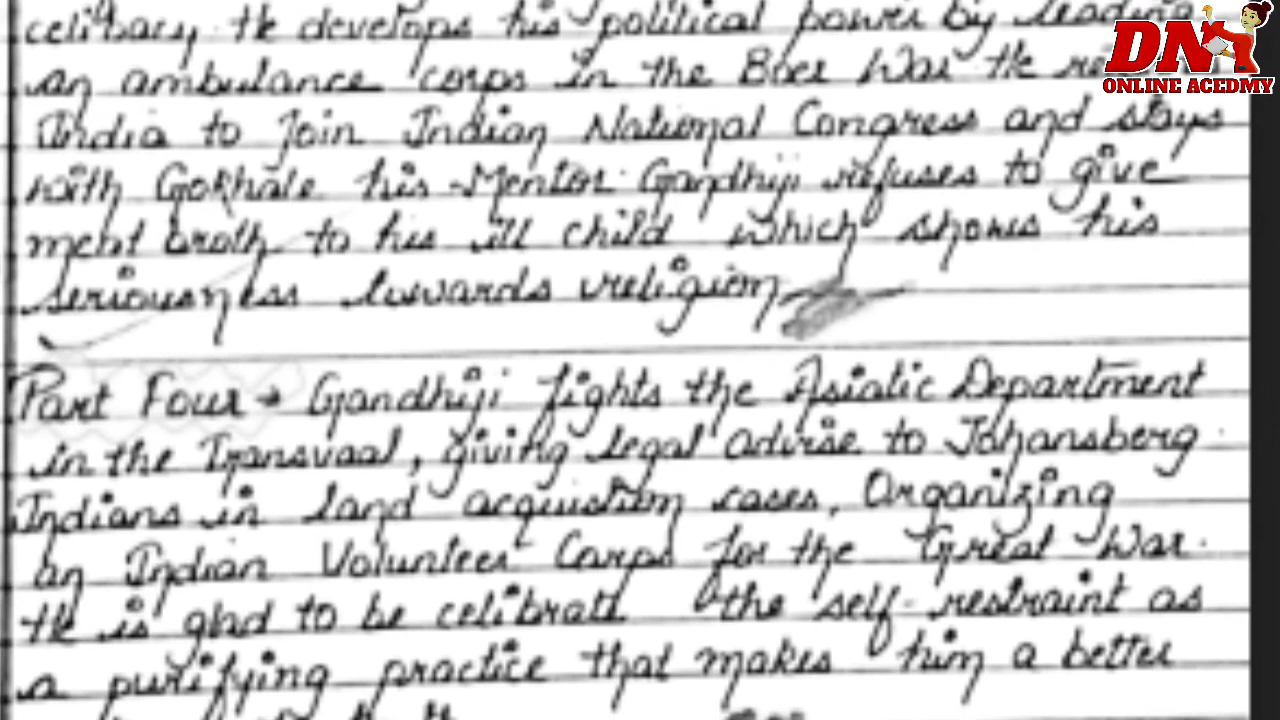 celibacy. He develops his political power by leading
an ambulance corps in the Boer War. He
India to Join Indian National Congress and stays
with Gokhale his Mentor. Gandhiji refuses to give
meat broth to his ill child which shows his
seriousness towards religion
Part Four → Gandhiji fights the Asiatic Department
in the Transvaal, giving legal advise to Johansberg
Indians in land acquistion cases, Organizing
an Indian Volunteer Corps for the Great War.
He is glad to be celibrate the self-restraint as
a purifying practice that makes him a better
DN
ONLINE ACEDMY